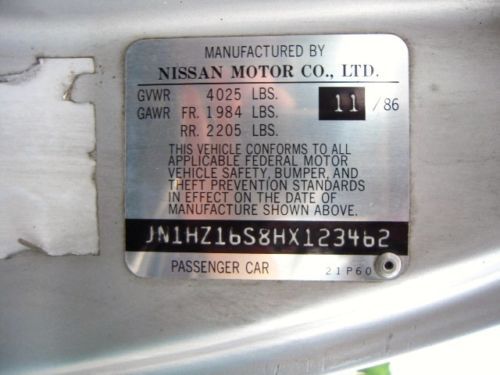 MANUFACTURED BY
NISSAN MOTOR CO., LTD.
GVWR 4025 LBS.
GAWR FR. 1984 LBS. 11/86
RR. 2205 LBS.
THIS VEHICLE CONFORMS TO ALL
APPLICABLE FEDERAL MOTOR
VEHICLE SAFETY, BUMPER, AND
THEFT PREVENTION STANDARDS
IN EFFECT ON THE DATE OF
MANUFACTURE SHOWN ABOVE.
JN1HZ16S8HX123462
PASSENGER CAR 21P60